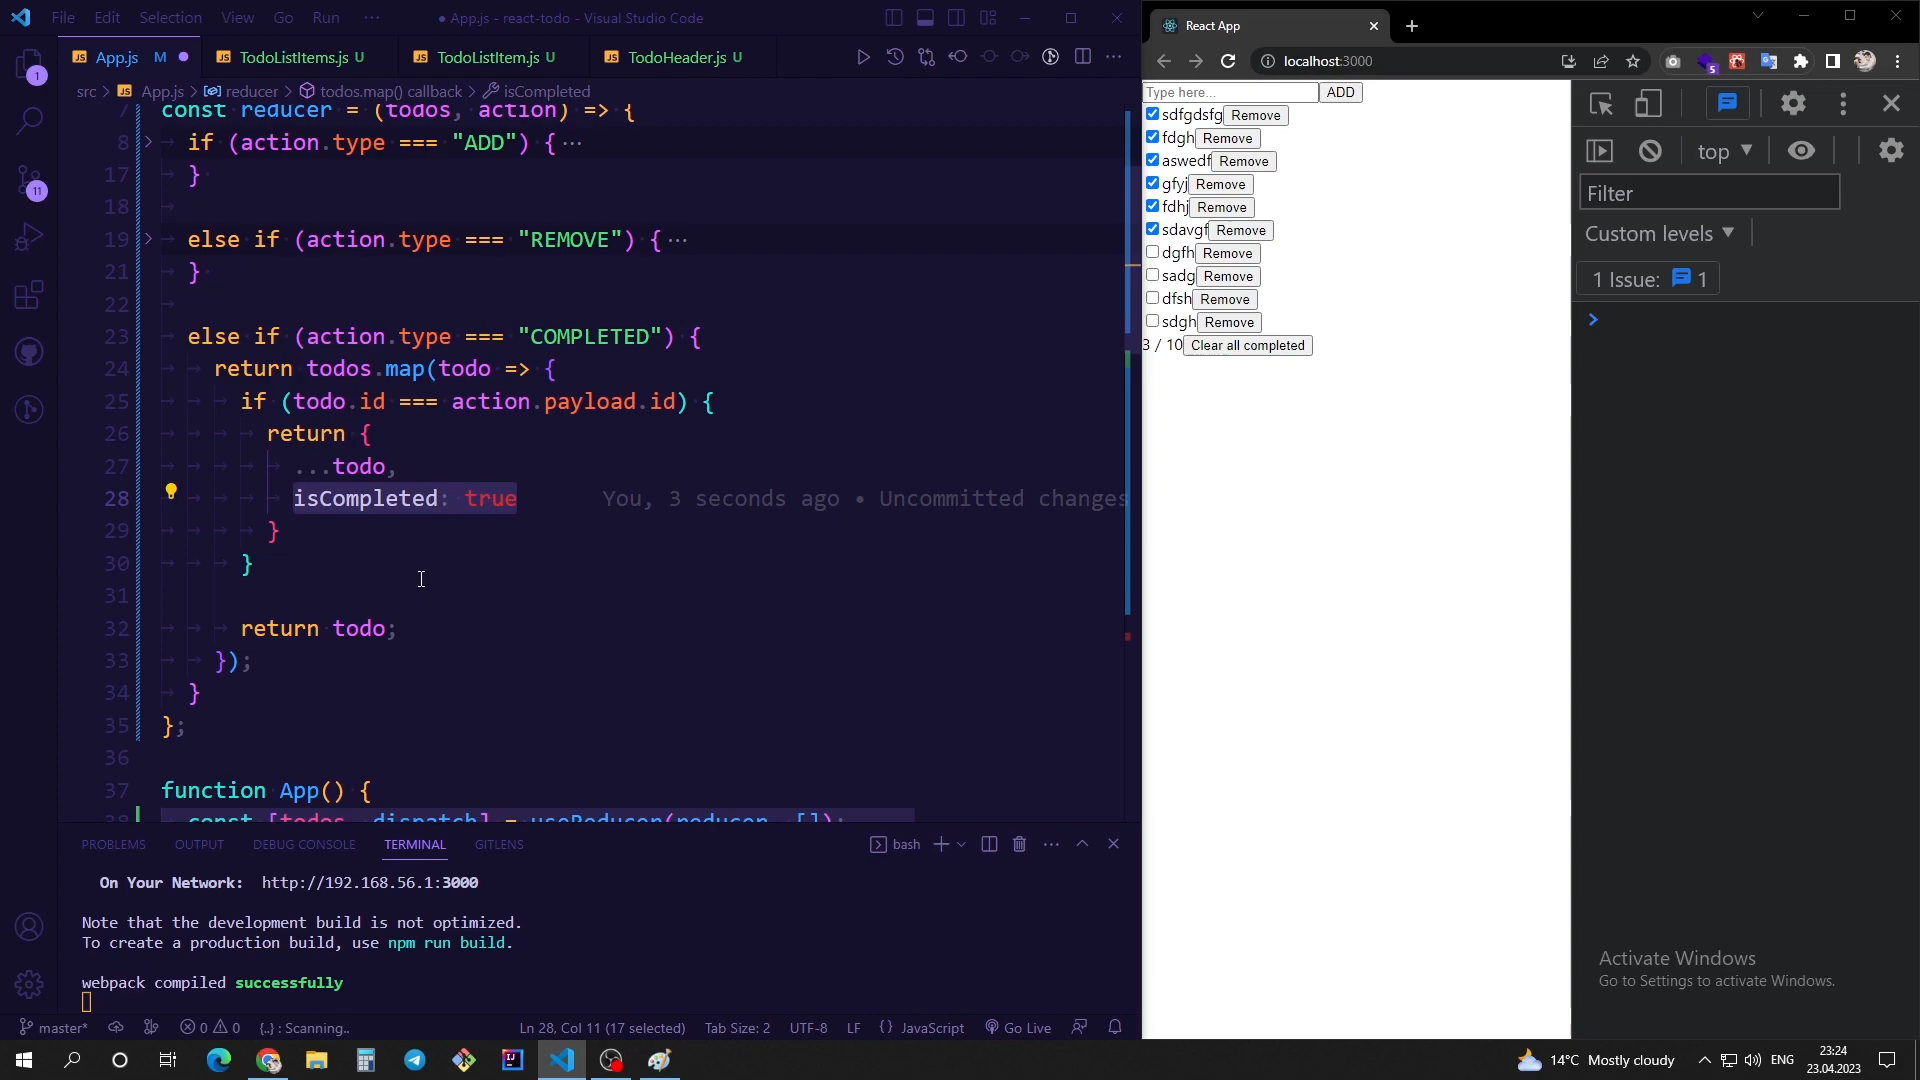 File Edit Selection View Go Run ··· ● App.js - react-todo - Visual Studio Code
App.js M ● TodoListItems.js U TodoListItem.js U TodoHeader.js U
src > App.js > reducer > todos.map() callback > isCompleted
7 const reducer = (todos, action) => {
8 if (action.type === "ADD") {···
17 }
18
19 else if (action.type === "REMOVE") {···
21 }
22
23 else if (action.type === "COMPLETED") {
24 return todos.map(todo => {
25 if (todo.id === action.payload.id) {
26 return {
27 ...todo,
28 isCompleted: true You, 3 seconds ago • Uncommitted changes
29 }
30 }
31
32 return todo;
33 });
34 }
35 };
36
37 function App() {
38 const [todos, dispatch] = useReducer(reducer, []);
1
11
PROBLEMS OUTPUT DEBUG CONSOLE TERMINAL GITLENS bash
On Your Network: http://192.168.56.1:3000
Note that the development build is not optimized.
To create a production build, use npm run build.
webpack compiled successfully
master* 0 0 {..} : Scanning.. Ln 28, Col 11 (17 selected) Tab Size: 2 UTF-8 LF {} JavaScript Go Live
React App
localhost:3000
5
Type here... ADD
sdfgdsfg Remove
fdgh Remove
aswedf Remove
gfyj Remove
fdhj Remove
sdavgf Remove
dgfh Remove
sadg Remove
dfsh Remove
sdgh Remove
3 / 10 Clear all completed
top
Filter
Custom levels
1 Issue: 1
Activate Windows
Go to Settings to activate Windows.
14°C Mostly cloudy ENG 23:24
23.04.2023